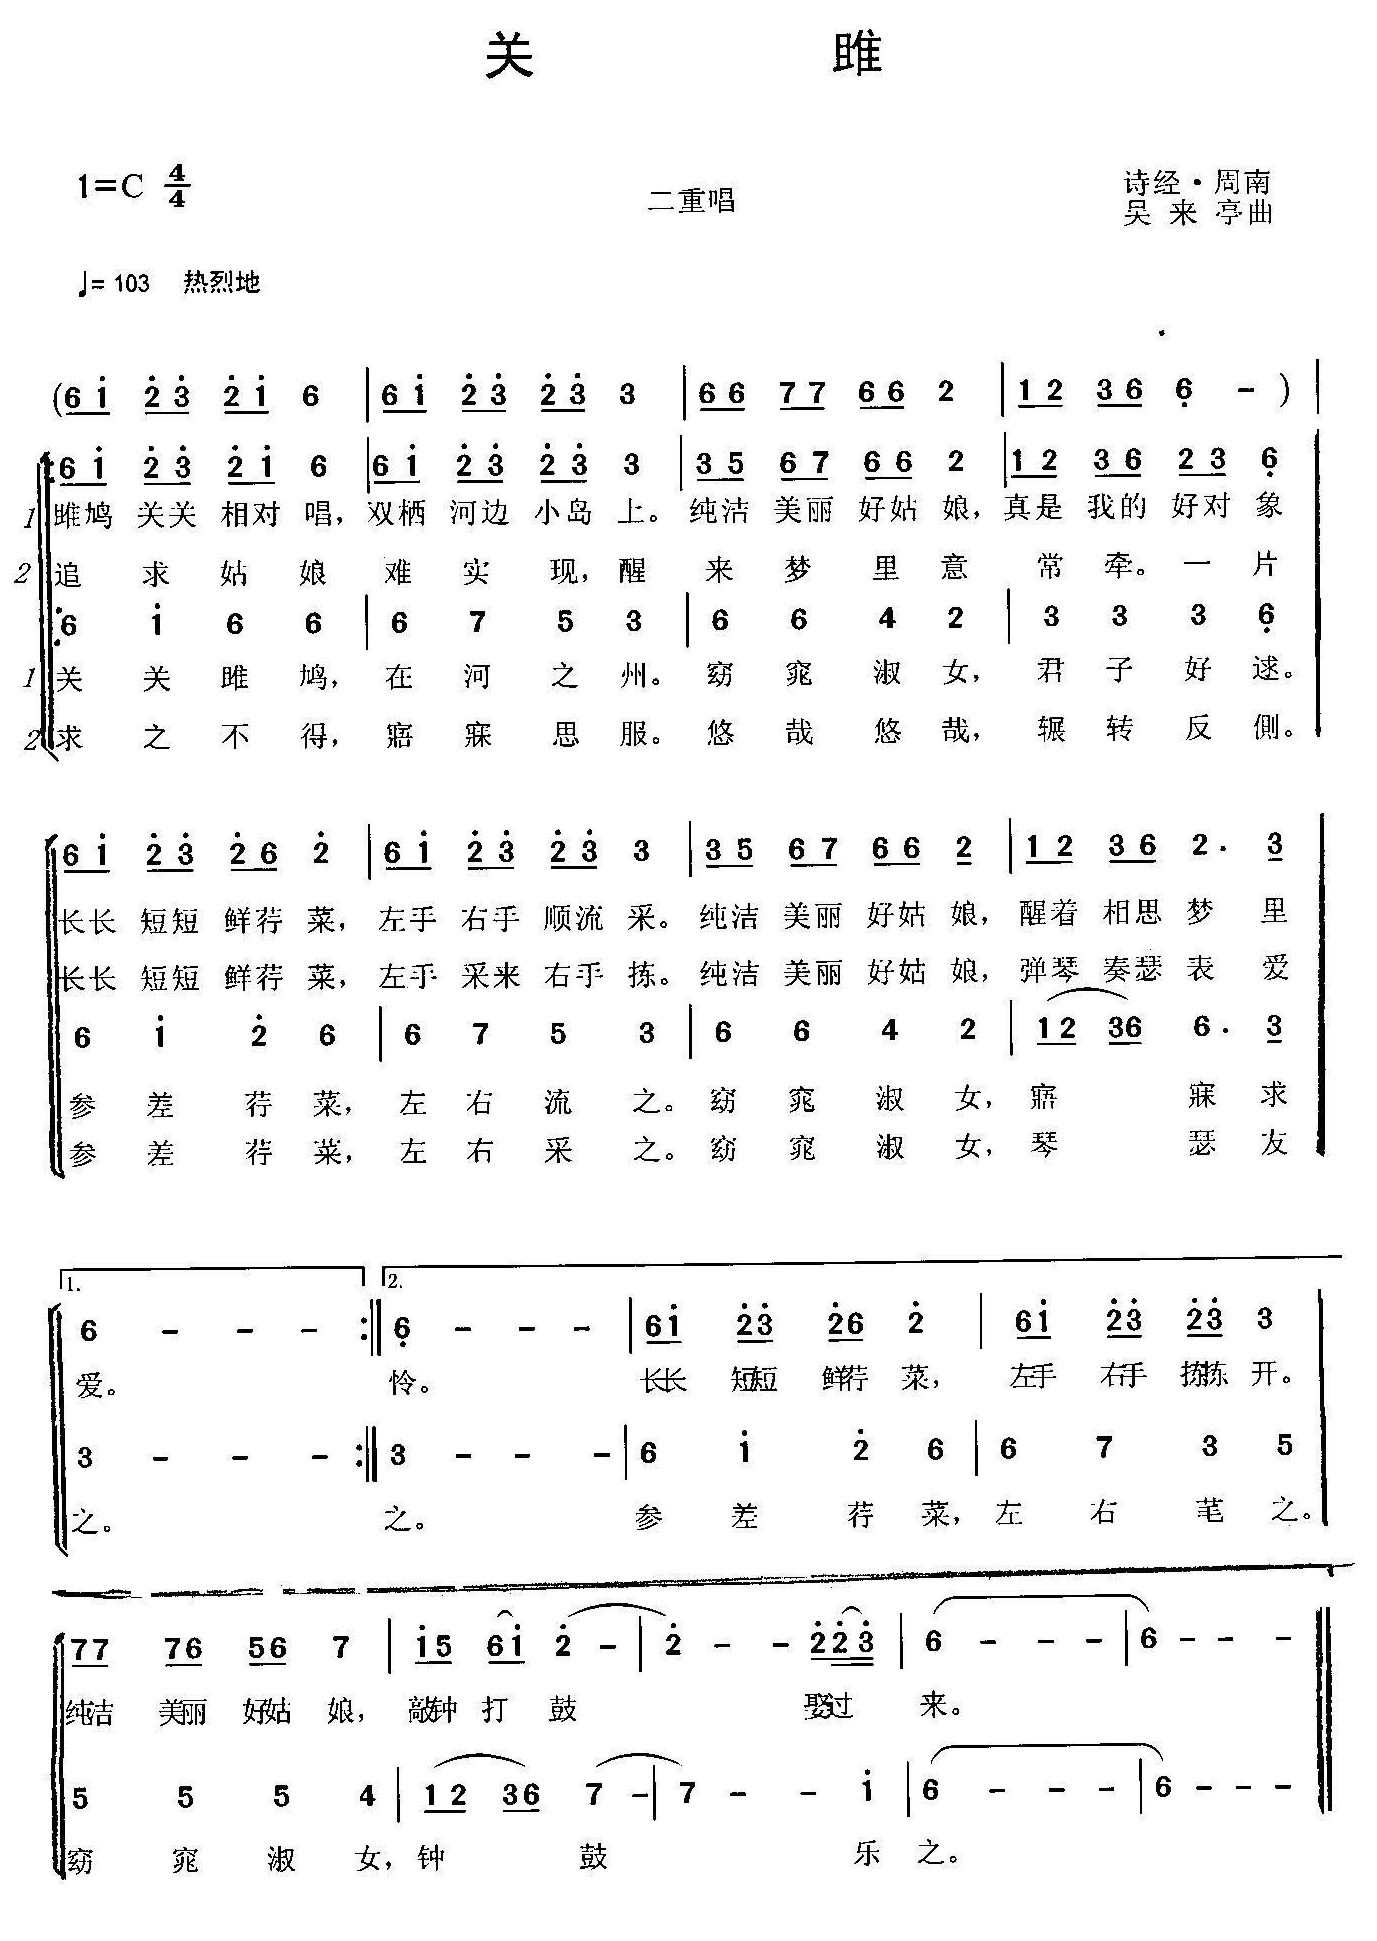 关 雎
1=C 4/4
二重唱
诗经·周南
吴 来 亭曲
♩= 103 热烈地
(6 1̇ 2̇ 3̇ 2̇ 1̇ 6 | 6 1̇ 2̇ 3̇ 2̇ 3̇ 3 | 6 6 7 7 6 6 2 | 1 2 3 6 6̣ - ) |
6 1̇ 2̇ 3̇ 2̇ 1̇ 6 | 6 1̇ 2̇ 3̇ 2̇ 3̇ 3 | 3 5 6 7 6 6 2 | 1 2 3 6 2 3 6̣
1 雎鸠 关关 相对 唱, 双栖 河边 小岛 上。 纯洁 美丽 好姑 娘, 真是 我的 好对 象
2 追 求 姑 娘 难 实 现, 醒 来 梦 里 意 常 牵。 一 片
6 1̇ 6 6 | 6 7 5 3 | 6 6 4 2 | 3 3 3 6̣
1 关 关 雎 鸠, 在 河 之 州。 窈 窕 淑 女, 君 子 好 逑。
2 求 之 不 得, 寤 寐 思 服。 悠 哉 悠 哉, 辗 转 反 侧。
6 1̇ 2̇ 3̇ 2̇ 6 2̇ | 6 1̇ 2̇ 3̇ 2̇ 3̇ 3 | 3 5 6 7 6 6 2 | 1 2 3 6 2 . 3
长长 短短 鲜荇 菜, 左手 右手 顺流 采。 纯洁 美丽 好姑 娘, 醒着 相思 梦 里
长长 短短 鲜荇 菜, 左手 采来 右手 拣。 纯洁 美丽 好姑 娘, 弹琴 奏瑟 表 爱
6 1̇ 2̇ 6 | 6 7 5 3 | 6 6 4 2 | 1 2 3 6 6 . 3
参 差 荇 菜, 左 右 流 之。 窈 窕 淑 女, 寤 寐 求
参 差 荇 菜, 左 右 采 之。 窈 窕 淑 女, 琴 瑟 友
1. 2.
6 - - - :‖ 6̣ - - - | 6 1̇ 2̇ 3̇ 2̇ 6 2̇ | 6 1̇ 2̇ 3̇ 2̇ 3̇ 3
爱。 怜。 长长 短短 鲜荇 菜, 左手 右手 拣拣 开。
3 - - - :‖ 3 - - - | 6 1̇ 2̇ 6 | 6 7 3 5
之。 之。 参 差 荇 菜, 左 右 芼 之。
7 7 7 6 5 6 7 | 1̇ 5 6 1̇ 2̇ - | 2̇ - - 2̇ 2̇ 3̇ | 6 - - - | 6 - - - ‖
纯洁 美丽 好姑 娘, 敲钟 打 鼓 娶过 来。
5 5 5 4 | 1 2 3 6 7 - | 7 - - 1̇ | 6 - - - | 6 - - - ‖
窈 窕 淑 女, 钟 鼓 乐 之。